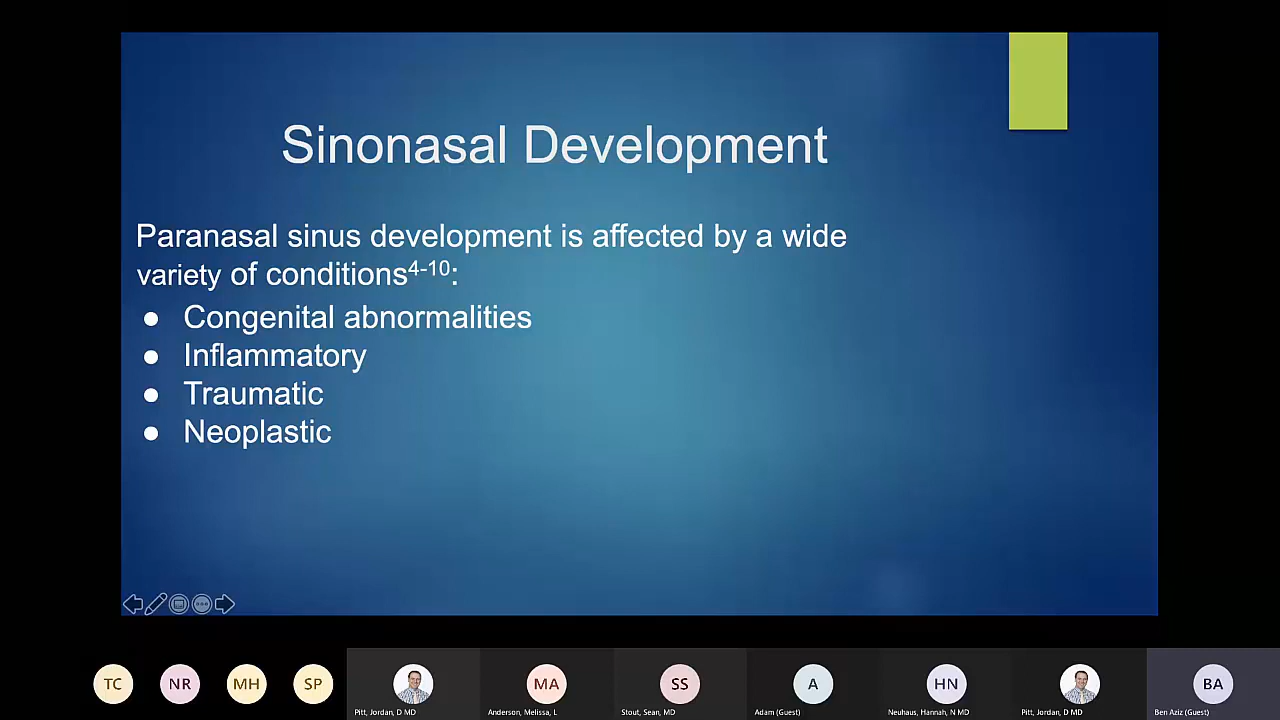 Sinonasal Development
Paranasal sinus development is affected by a wide
variety of conditions4-10:
● Congenital abnormalities
● Inflammatory
● Traumatic
● Neoplastic
TC
NR
MH
SP
MA
SS
A
HN
BA
Pitt, Jordan, D MD
Anderson, Melissa, L
Stout, Sean, MD
Adam (Guest)
Neuhaus, Hannah, N MD
Pitt, Jordan, D MD
Ben Aziz (Guest)